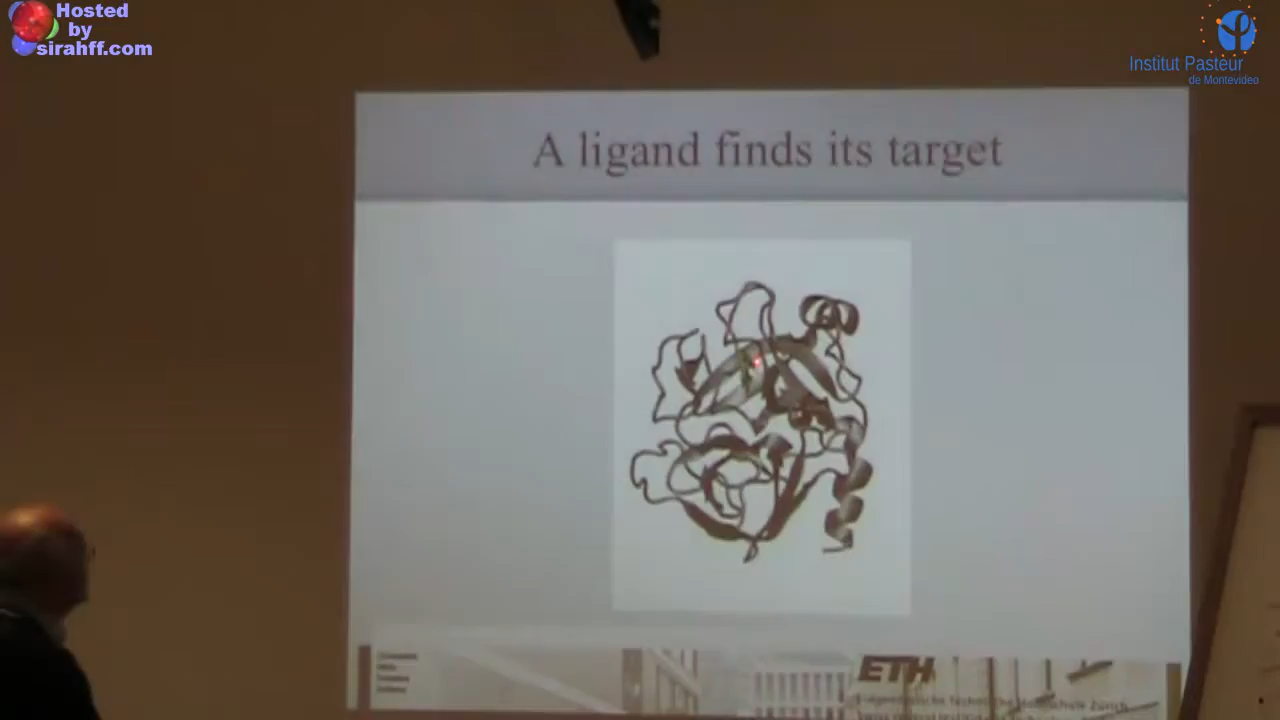 Hosted
by
sirahff.com
Institut Pasteur
de Montevideo
A ligand finds its target
ETH